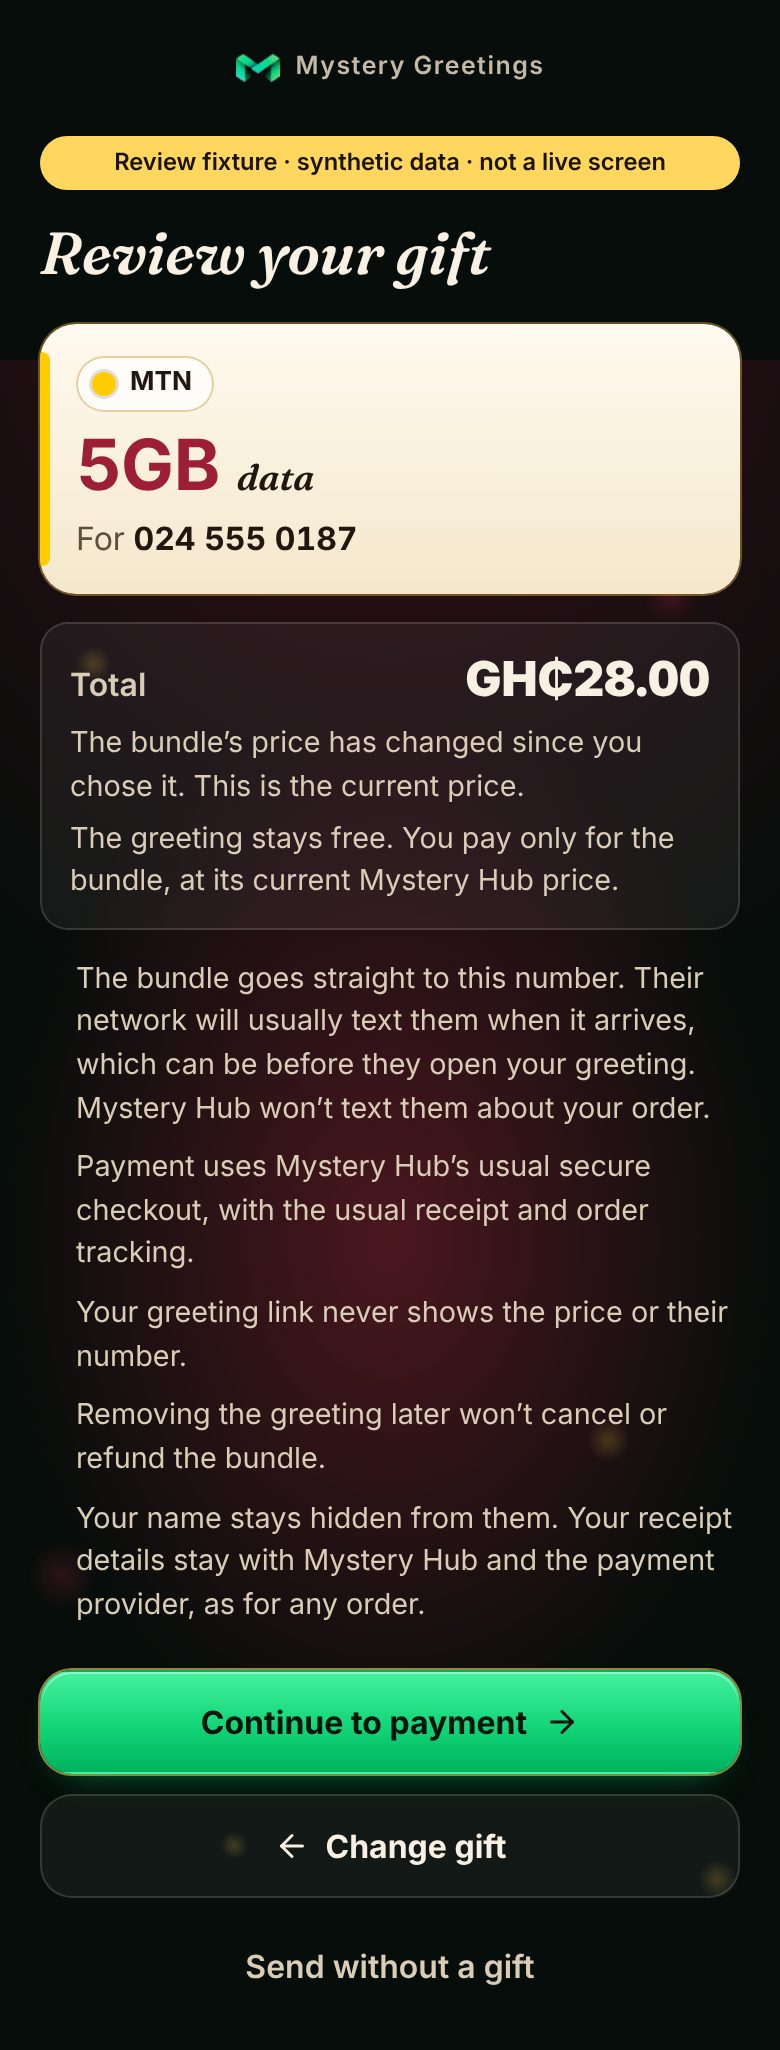 Mystery Greetings
Review fixture · synthetic data · not a live screen
Review your gift
MTN
5GB data
For 024 555 0187
Total GH₵28.00
The bundle’s price has changed since you
chose it. This is the current price.
The greeting stays free. You pay only for the
bundle, at its current Mystery Hub price.
The bundle goes straight to this number. Their
network will usually text them when it arrives,
which can be before they open your greeting.
Mystery Hub won’t text them about your order.
Payment uses Mystery Hub’s usual secure
checkout, with the usual receipt and order
tracking.
Your greeting link never shows the price or their
number.
Removing the greeting later won’t cancel or
refund the bundle.
Your name stays hidden from them. Your receipt
details stay with Mystery Hub and the payment
provider, as for any order.
Continue to payment →
← Change gift
Send without a gift